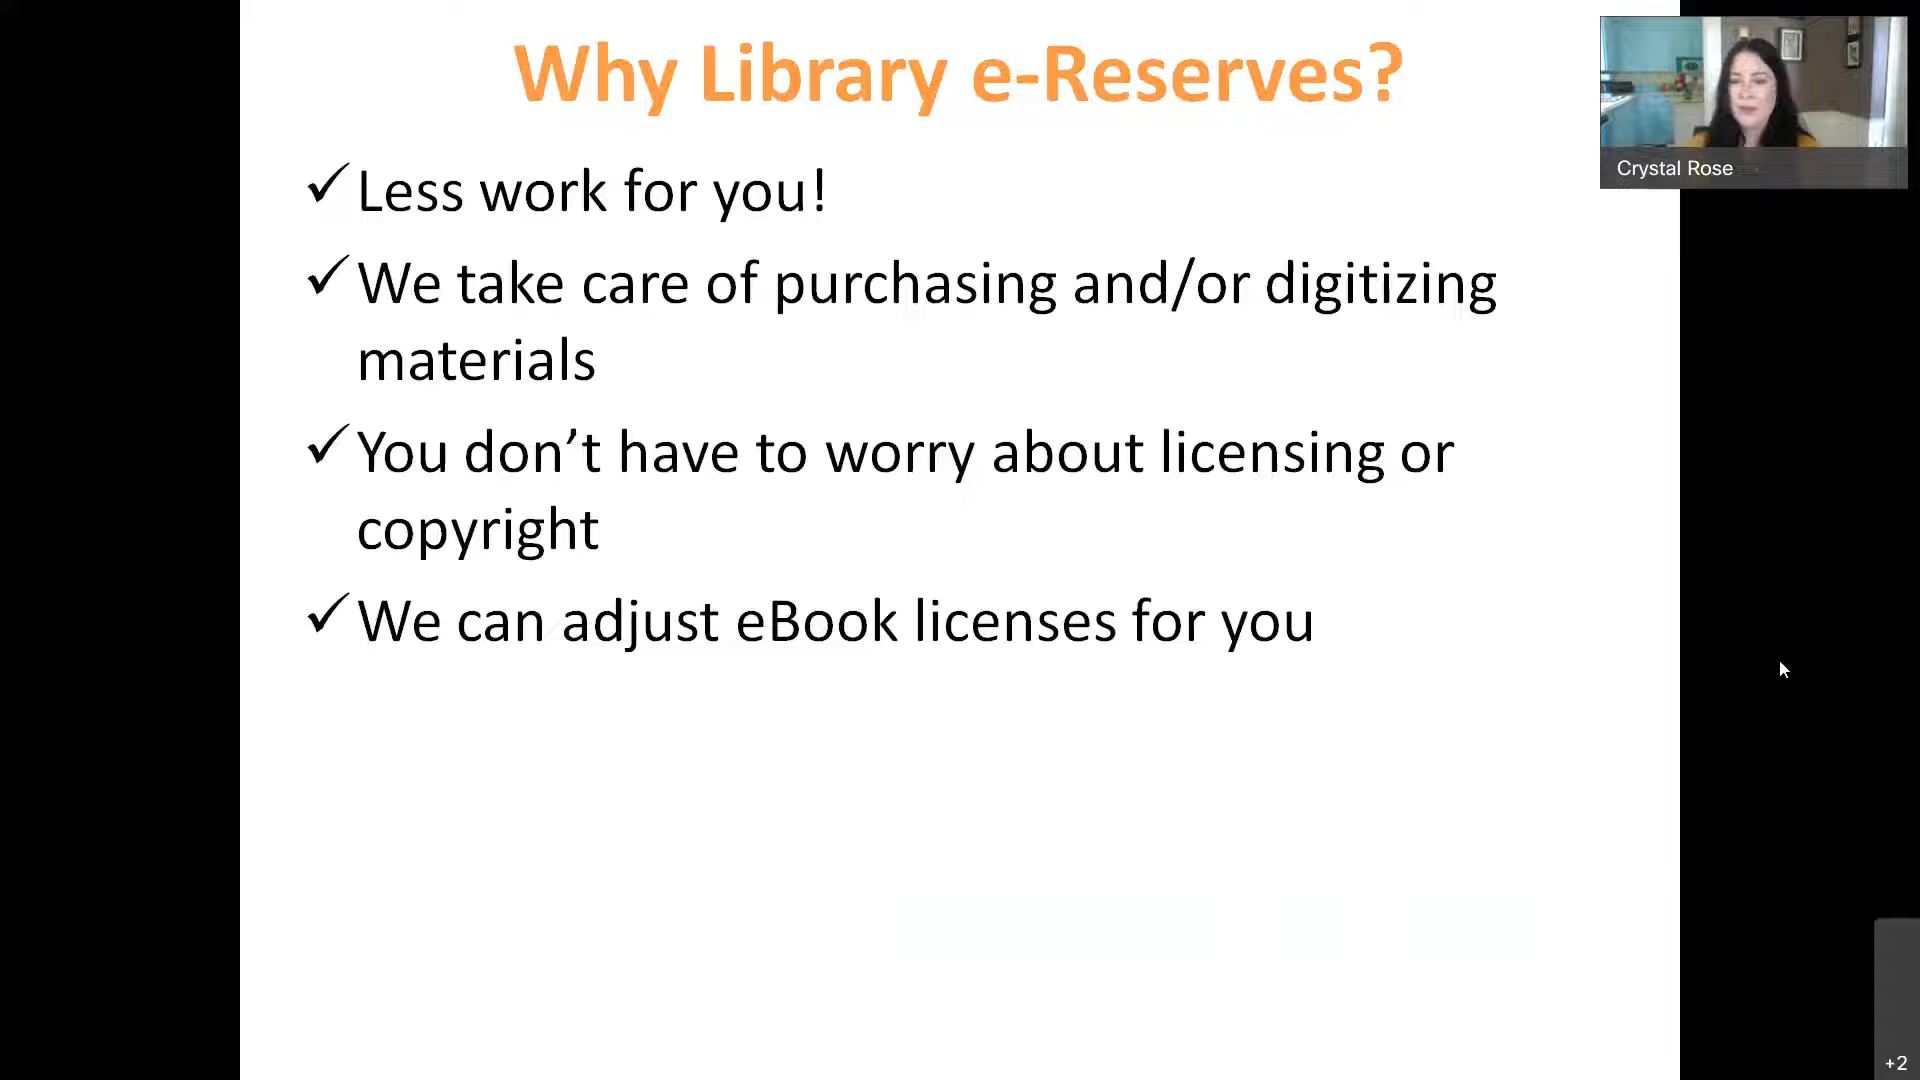 Why Library e-Reserves?
Crystal Rose
✓Less work for you!
✓We take care of purchasing and/or digitizing
materials
✓You don’t have to worry about licensing or
copyright
✓We can adjust eBook licenses for you
+2